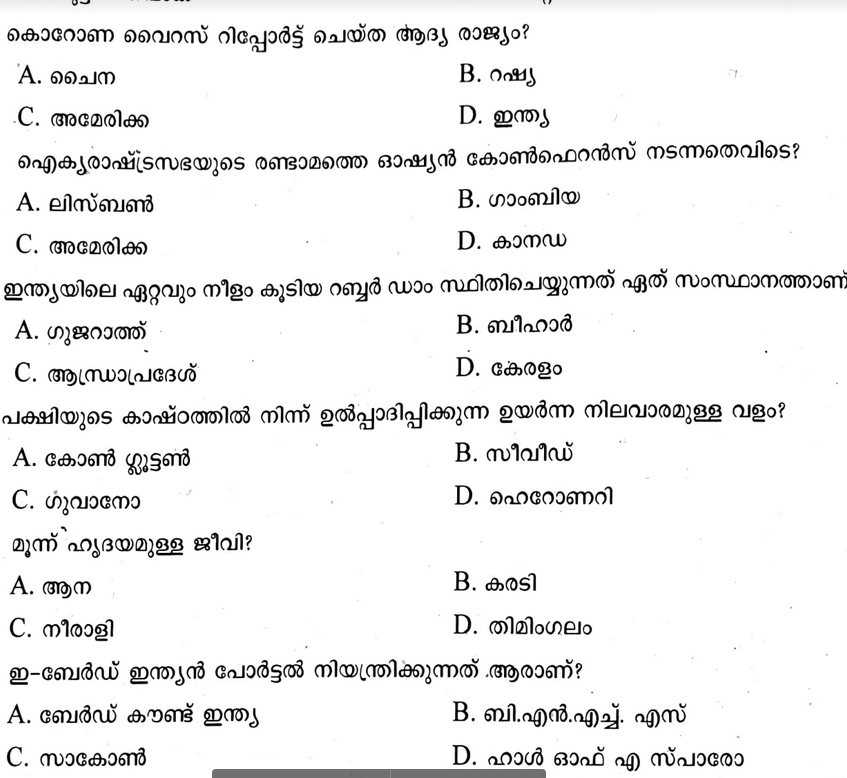 കൊറോണ വൈറസ് റിപ്പോർട്ട് ചെയ്ത ആദ്യ രാജ്യം?
A. ചൈന B. റഷ്യ
C. അമേരിക്ക D. ഇന്ത്യ
ഐക്യരാഷ്ട്രസഭയുടെ രണ്ടാമത്തെ ഓഷ്യൻ കോൺഫെറൻസ് നടന്നതെവിടെ?
A. ലിസ്ബൺ B. ഗാംബിയ
C. അമേരിക്ക D. കാനഡ
ഇന്ത്യയിലെ ഏറ്റവും നീളം കൂടിയ റബ്ബർ ഡാം സ്ഥിതിചെയ്യുന്നത് ഏത് സംസ്ഥാനത്താണ്
A. ഗുജറാത്ത് B. ബീഹാർ
C. ആന്ധ്രാപ്രദേശ് D. കേരളം
പക്ഷിയുടെ കാഷ്ഠത്തിൽ നിന്ന് ഉൽപ്പാദിപ്പിക്കുന്ന ഉയർന്ന നിലവാരമുള്ള വളം?
A. കോൺ ഗ്ലൂട്ടൺ B. സീവീഡ്
C. ഗുവാനോ D. ഹെറോണറി
മൂന്ന് ഹൃദയമുള്ള ജീവി?
A. ആന B. കരടി
C. നീരാളി D. തിമിംഗലം
ഇ-ബേർഡ് ഇന്ത്യൻ പോർട്ടൽ നിയന്ത്രിക്കുന്നത് ആരാണ്?
A. ബേർഡ് കൗണ്ട് ഇന്ത്യ B. ബി.എൻ.എച്ച്. എസ്
C. സാകോൺ D. ഹാൾ ഓഫ് എ സ്പാരോ